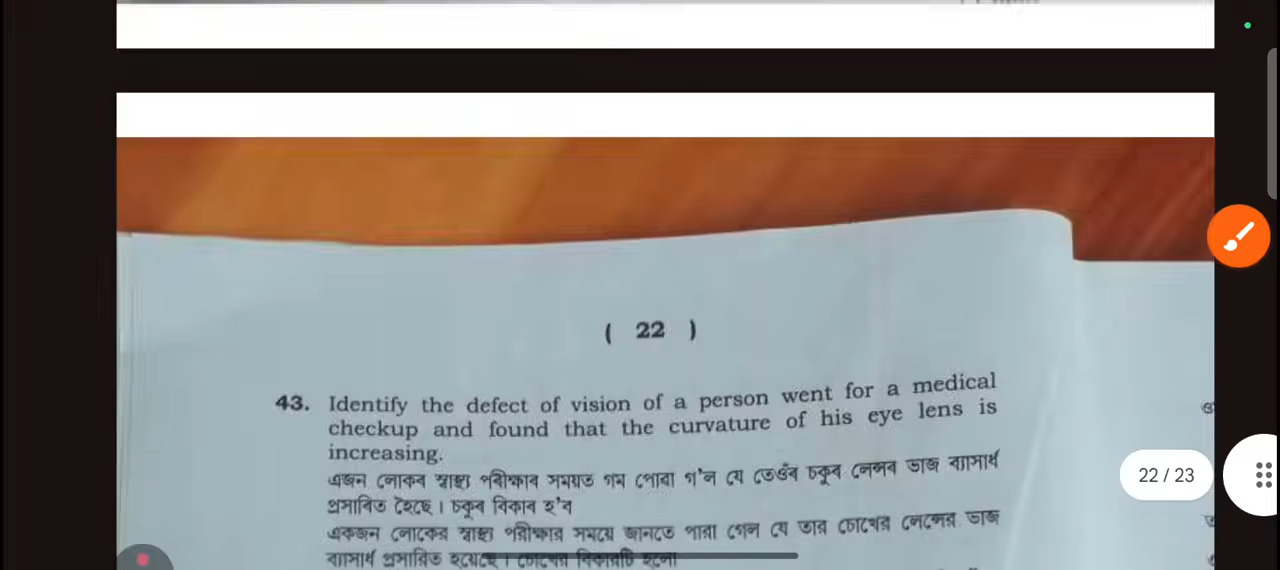 ( 22 )
43. Identify the defect of vision of a person went for a medical
checkup and found that the curvature of his eye lens is
increasing.
এজন লোকৰ স্বাস্থ্য পৰীক্ষাৰ সময়ত গম পোৱা গ'ল যে তেওঁৰ চকুৰ লেন্সৰ ভাজ ব্যাসাৰ্ধ
প্ৰসাৰিত হৈছে। চকুৰ বিকাৰ হ'ব
একজন লোকের স্বাস্থ্য পরীক্ষার সময়ে জানতে পারা গেল যে তার চোখের লেন্সের ভাজ
ব্যাসার্ধ প্রসারিত হয়েছে। চোখের বিকারটি হলো
22 / 23